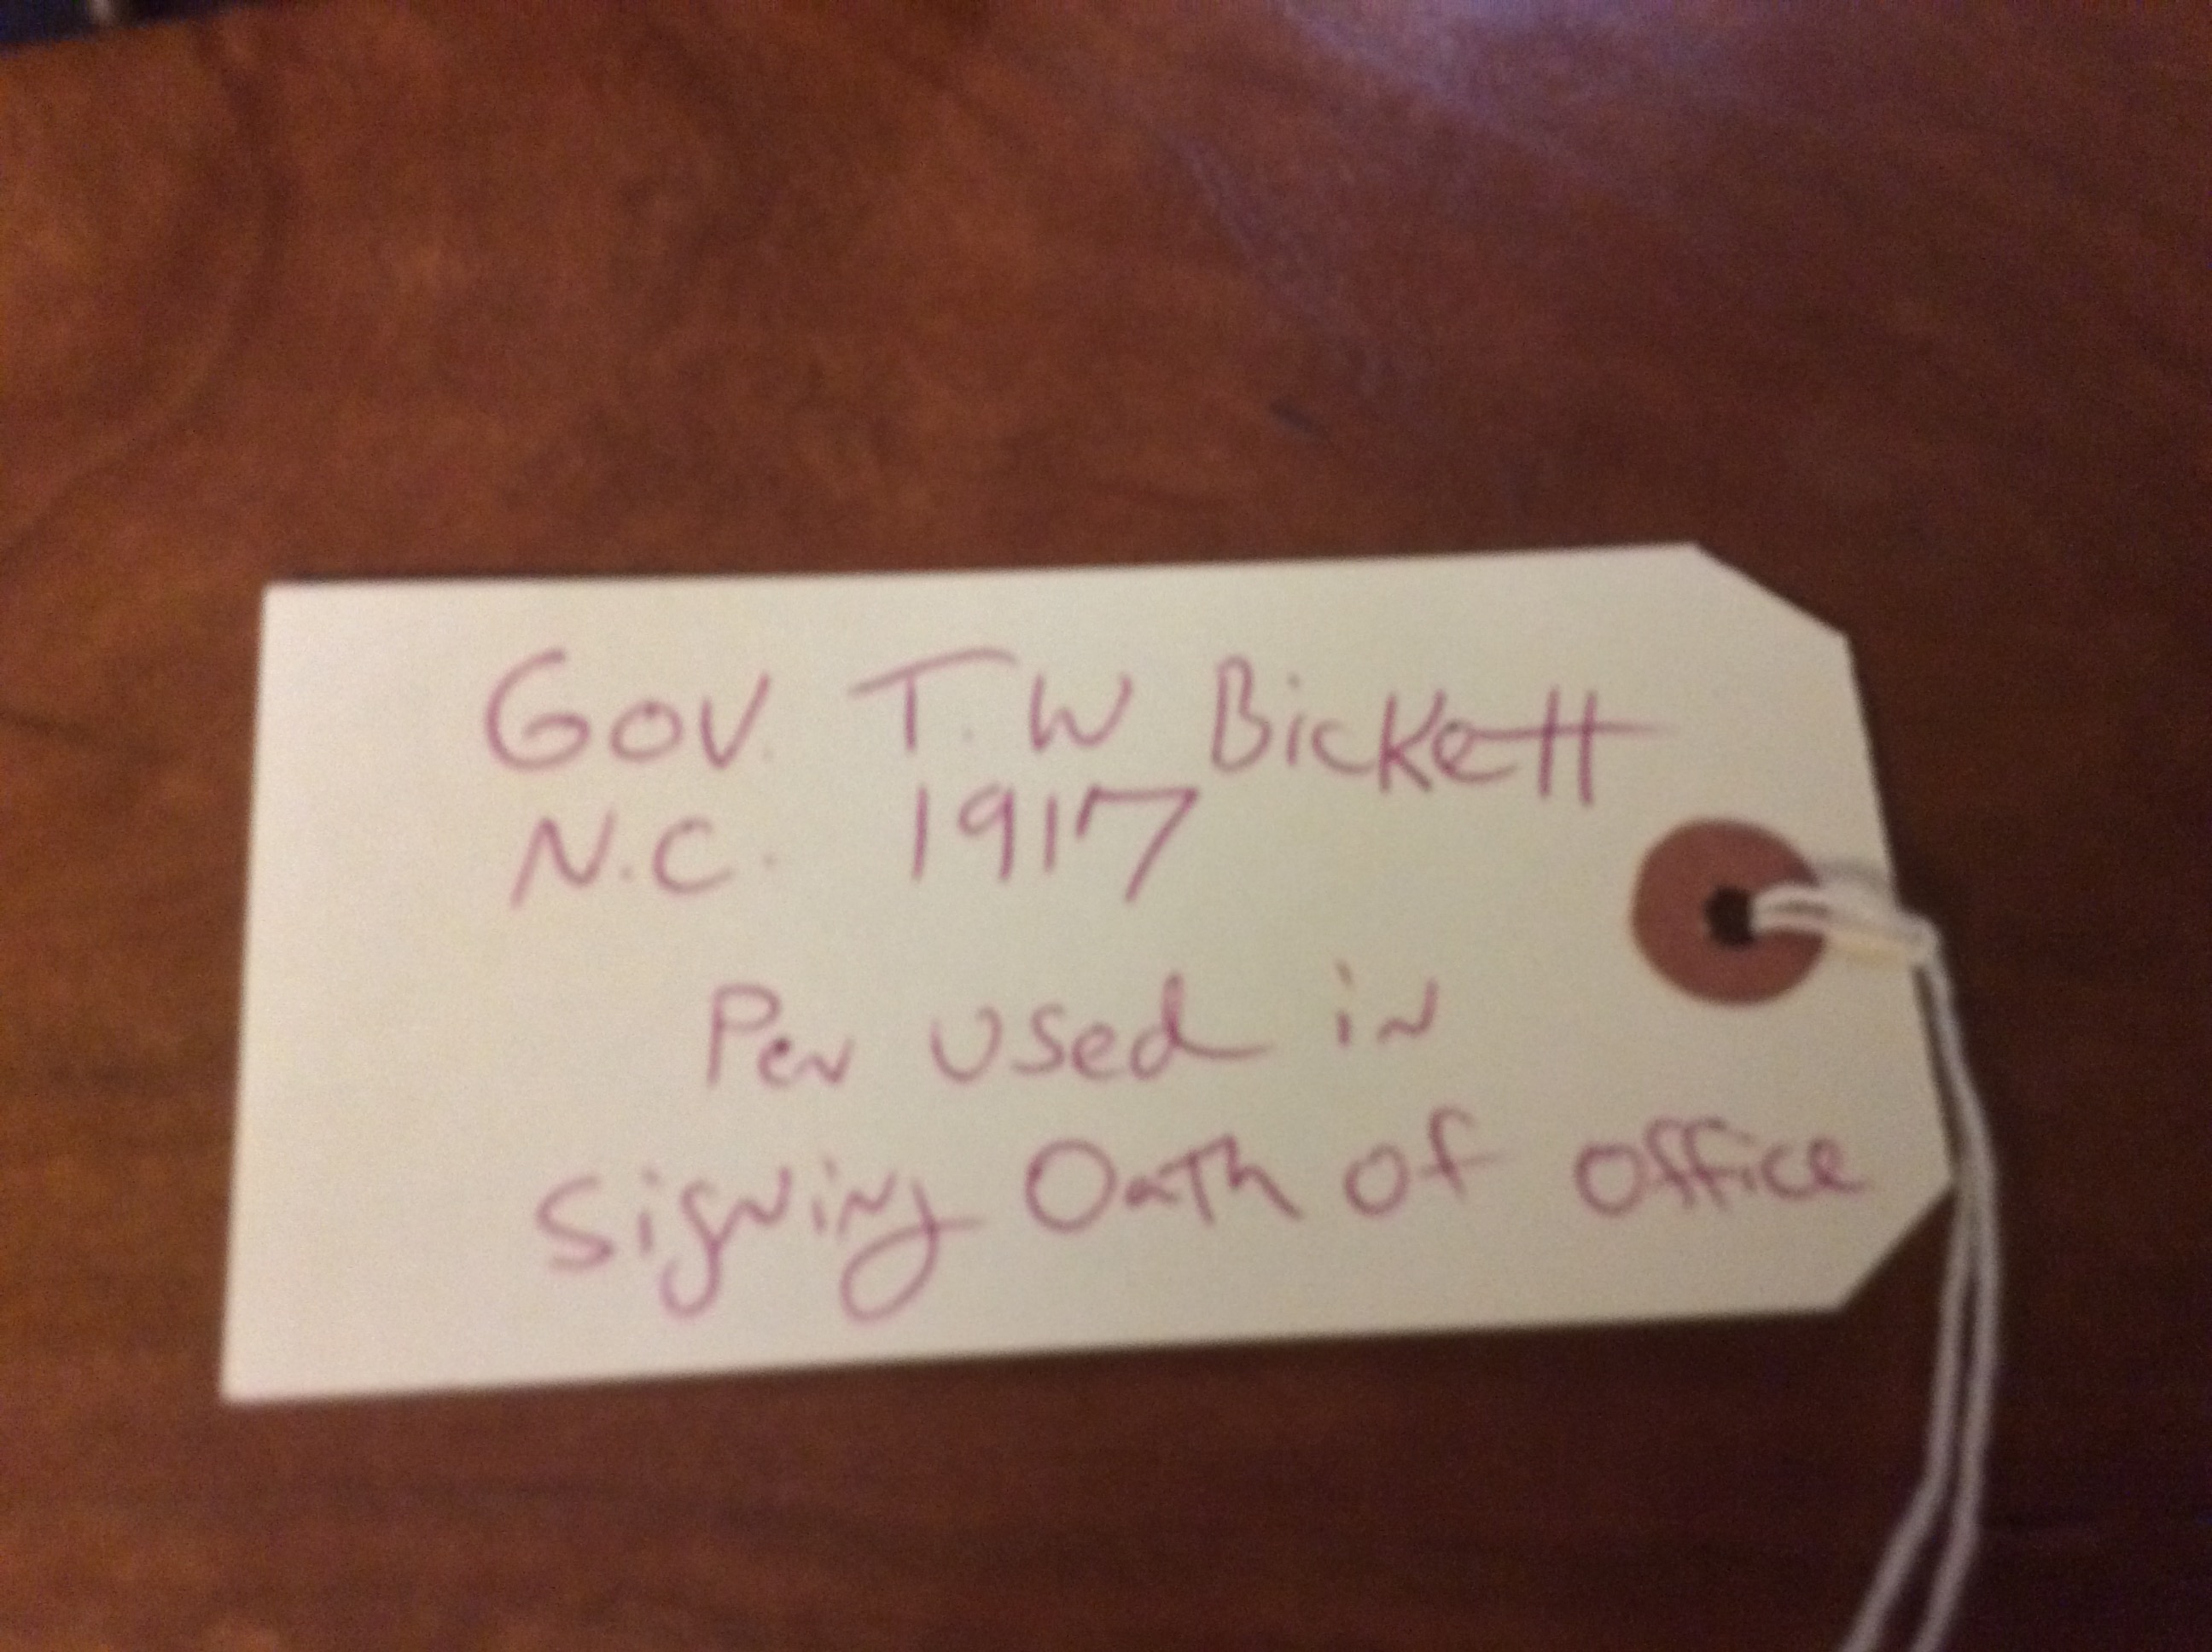 Gov. T. W Bickett
N.C. 1917
Pen used in
Signing Oath of Office